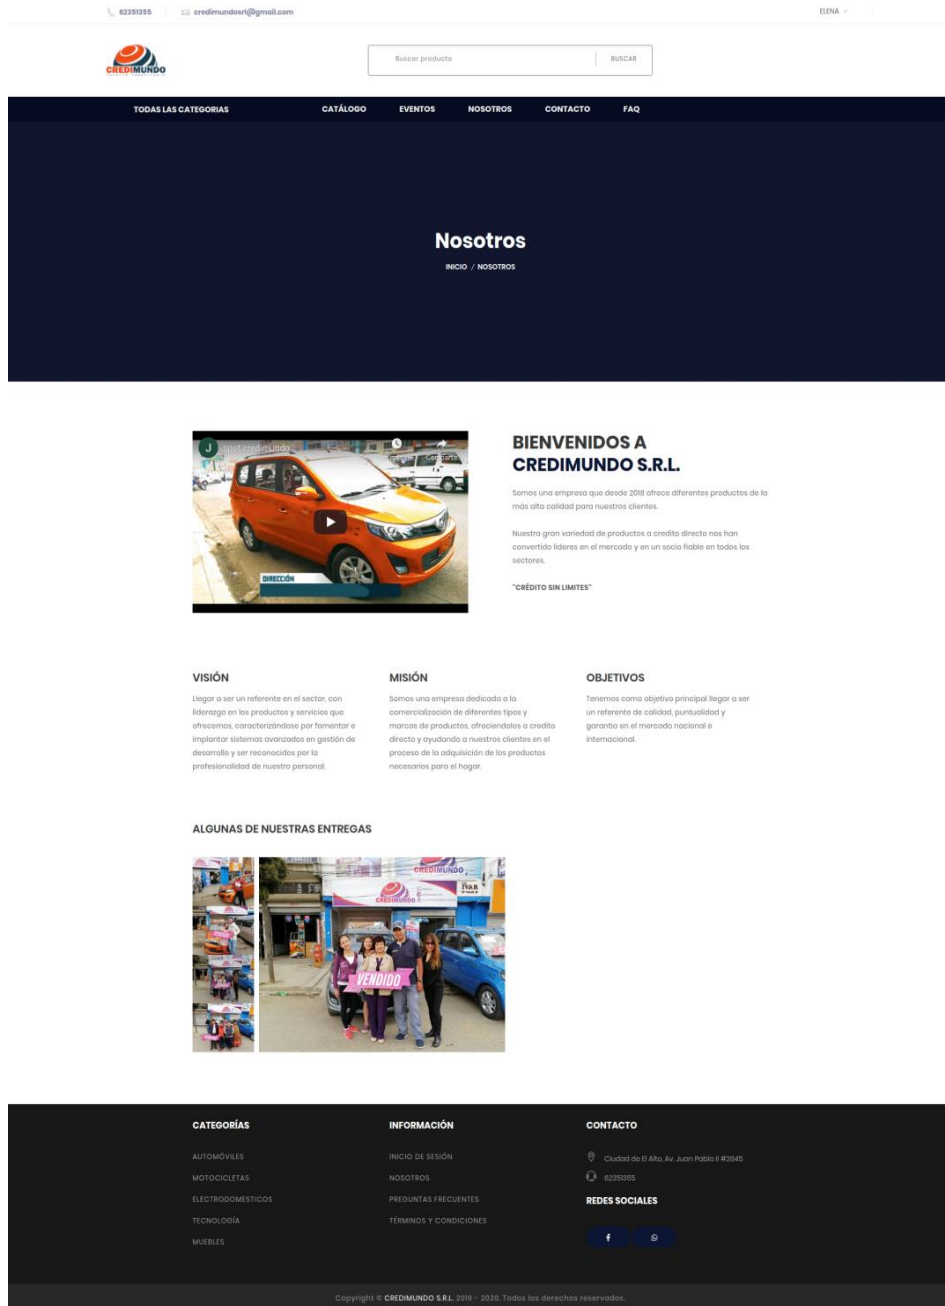 62351355 credimundosrl@gmail.com ELENA
CREDIMUNDO
Buscar producto BUSCAR
TODAS LAS CATEGORIAS CATÁLOGO EVENTOS NOSOTROS CONTACTO FAQ
Nosotros
INICIO / NOSOTROS
J spot credimundo
Compartir
DIRECCIÓN
BIENVENIDOS A
CREDIMUNDO S.R.L.
Somos una empresa que desde 2018 ofrece diferentes productos de la
más alta calidad para nuestros clientes.
Nuestra gran variedad de productos a credito directo nos han
convertido lideres en el mercado y en un socio fiable en todos los
sectores.
"CRÉDITO SIN LIMITES"
VISIÓN
Llegar a ser un referente en el sector, con
liderazgo en los productos y servicios que
ofrecemos, caracterizándose por fomentar e
implantar sistemas avanzados en gestión de
desarrollo y ser reconocidos por la
profesionalidad de nuestro personal.
MISIÓN
Somos una empresa dedicada a la
comercialización de diferentes tipos y
marcas de productos, ofreciendolos a credito
directo y ayudando a nuestros clientes en el
proceso de la adquisición de los productos
necesarios para el hogar.
OBJETIVOS
Tenemos como objetivo principal llegar a ser
un referente de calidad, puntualidad y
garantia en el mercado nacional e
internacional.
ALGUNAS DE NUESTRAS ENTREGAS
CREDIMUNDO
CREDIMUNDO
IVAR
VENDIDO
CATEGORÍAS
AUTOMÓVILES
MOTOCICLETAS
ELECTRODOMESTICOS
TECNOLOGÍA
MUEBLES
INFORMACIÓN
INICIO DE SESIÓN
NOSOTROS
PREGUNTAS FRECUENTES
TÉRMINOS Y CONDICIONES
CONTACTO
Ciudad de El Alto, Av. Juan Pablo II #2845
62351355
REDES SOCIALES
Copyright © CREDIMUNDO S.R.L. 2019 - 2020. Todos los derechos reservados.